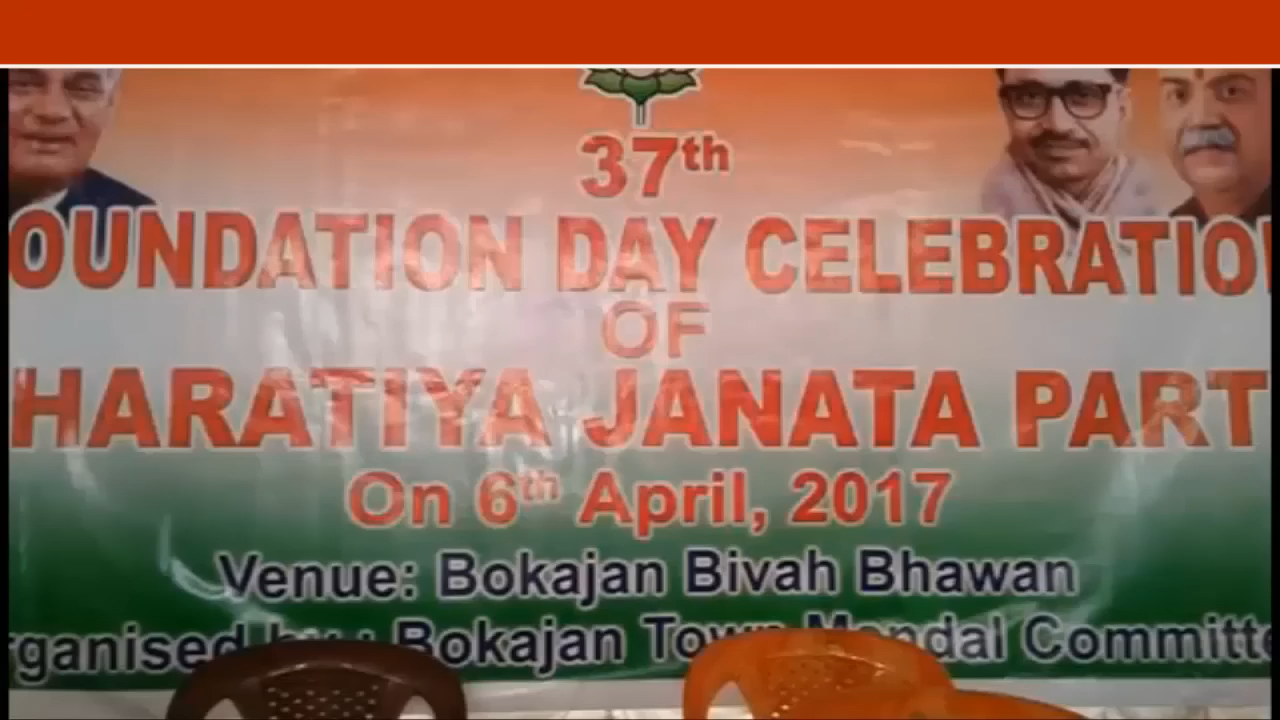 37th
OUNDATION DAY CELEBRATIO
OF
HARATIYA JANATA PART
On 6th April, 2017
Venue: Bokajan Bivah Bhawan
rganised by : Bokajan Town Mandal Committe